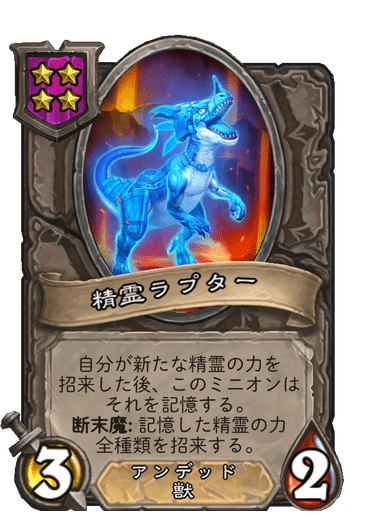 精霊ラプター
自分が新たな精霊の力を
招来した後、このミニオンは
それを記憶する。
断末魔: 記憶した精霊の力
全種類を招来する。
アンデッド
獣
3
2